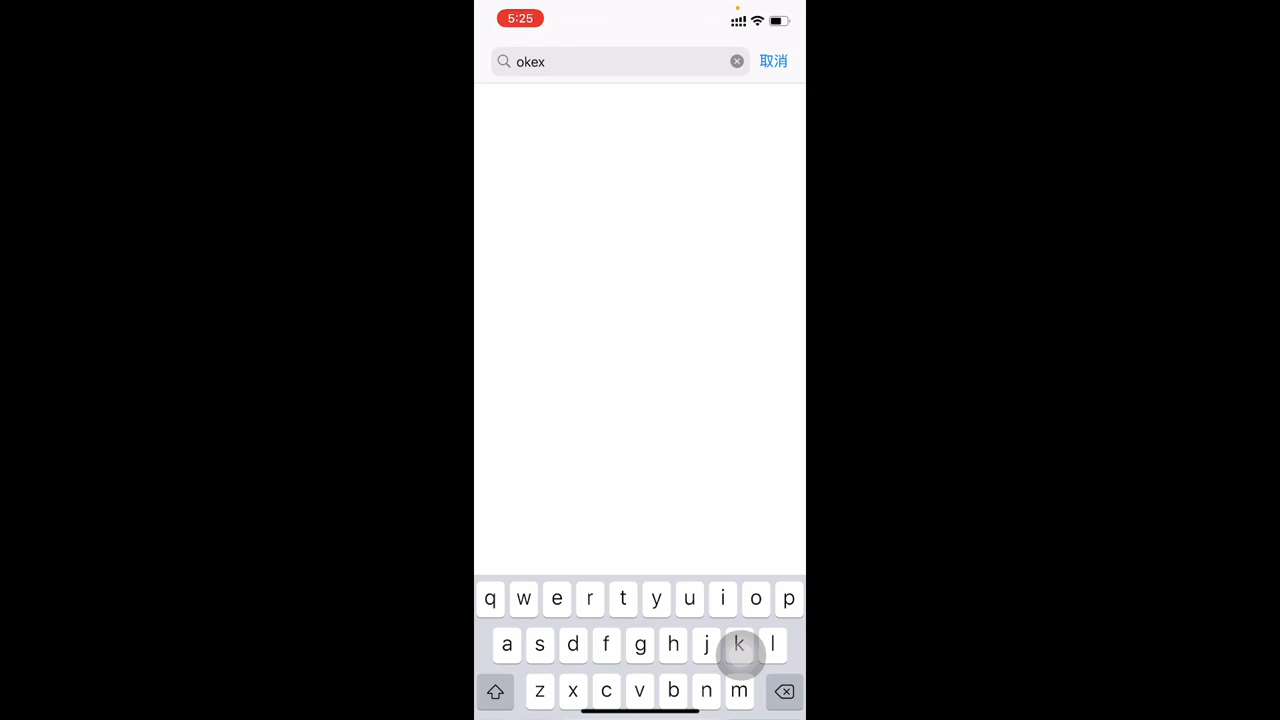 5:25
okex
取消
q w e r t y u i o p
a s d f g h j k l
z x c v b n m